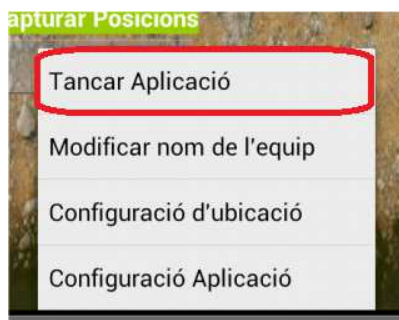 apturar Posicions
Tancar Aplicació
Modificar nom de l'equip
Configuració d'ubicació
Configuració Aplicació